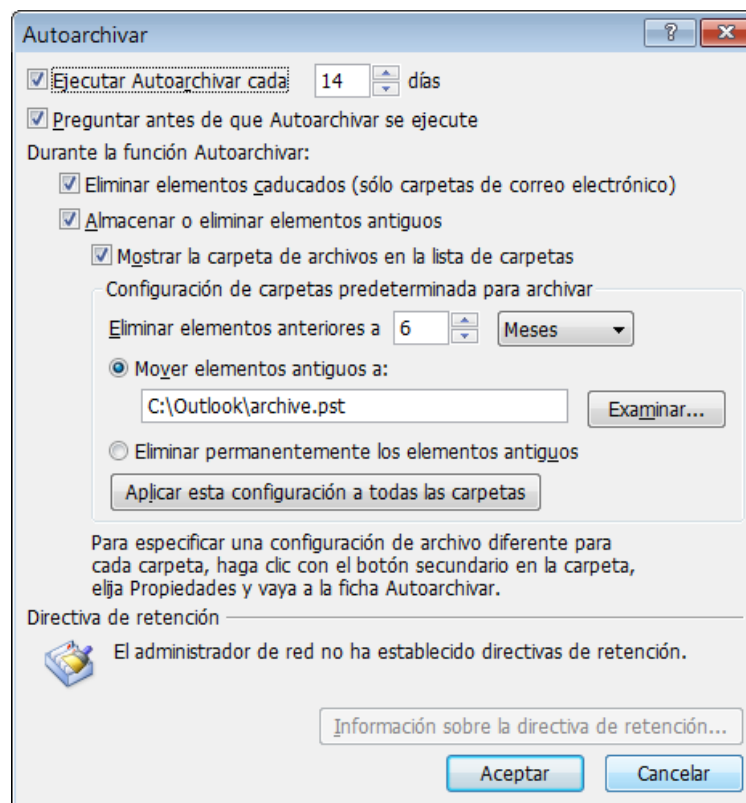 Autoarchivar
Ejecutar Autoarchivar cada 14 días
Preguntar antes de que Autoarchivar se ejecute
Durante la función Autoarchivar:
Eliminar elementos caducados (sólo carpetas de correo electrónico)
Almacenar o eliminar elementos antiguos
Mostrar la carpeta de archivos en la lista de carpetas
Configuración de carpetas predeterminada para archivar
Eliminar elementos anteriores a 6 Meses
Mover elementos antiguos a:
C:\Outlook\archive.pst Examinar...
Eliminar permanentemente los elementos antiguos
Aplicar esta configuración a todas las carpetas
Para especificar una configuración de archivo diferente para
cada carpeta, haga clic con el botón secundario en la carpeta,
elija Propiedades y vaya a la ficha Autoarchivar.
Directiva de retención
El administrador de red no ha establecido directivas de retención.
Información sobre la directiva de retención...
Aceptar Cancelar